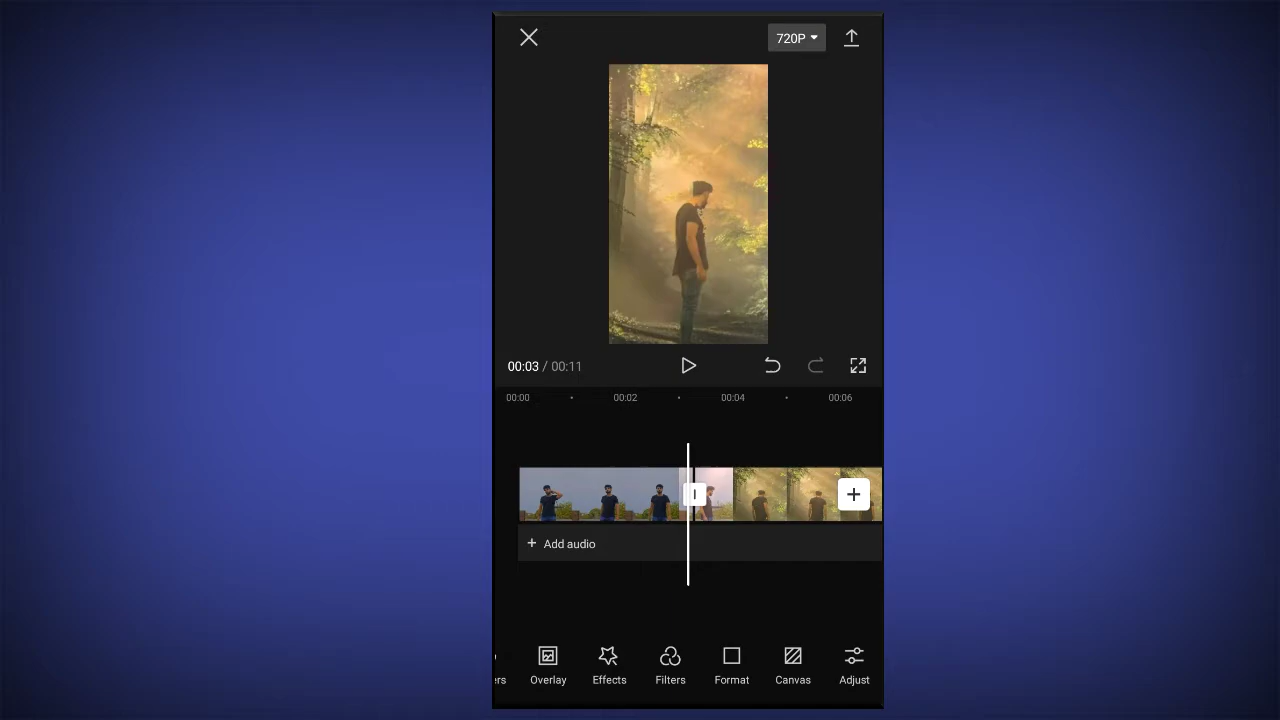 720P
00:03 / 00:11
00:00 00:02 00:04 00:06
+ Add audio
ers Overlay Effects Filters Format Canvas Adjust